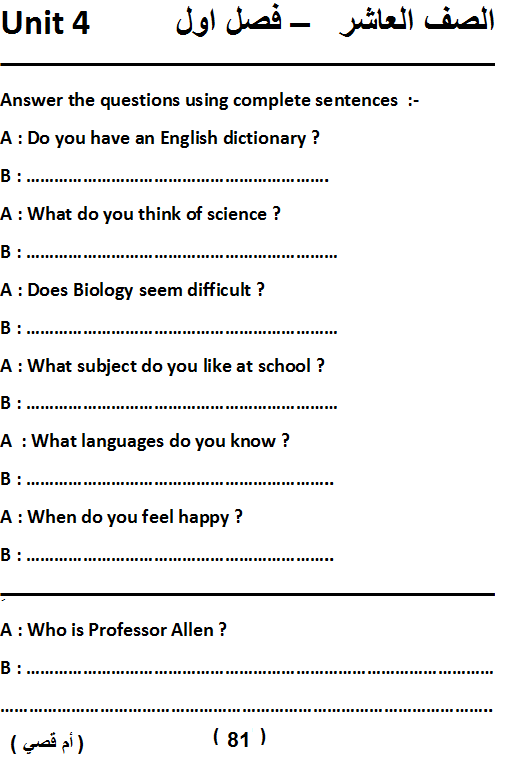 Unit 4 الصف العاشر – فصل اول
Answer the questions using complete sentences :-
A : Do you have an English dictionary ?
B : ……………………………………………………….
A : What do you think of science ?
B : …………………………………………………………
A : Does Biology seem difficult ?
B : …………………………………………………………
A : What subject do you like at school ?
B : …………………………………………………………
A : What languages do you know ?
B : ………………………………………………………..
A : When do you feel happy ?
B : ………………………………………………………..
A : Who is Professor Allen ?
B : ………………………………………………………………………………………
…………………………………………………………………………………………..
( أم قصي ) ( 81 )